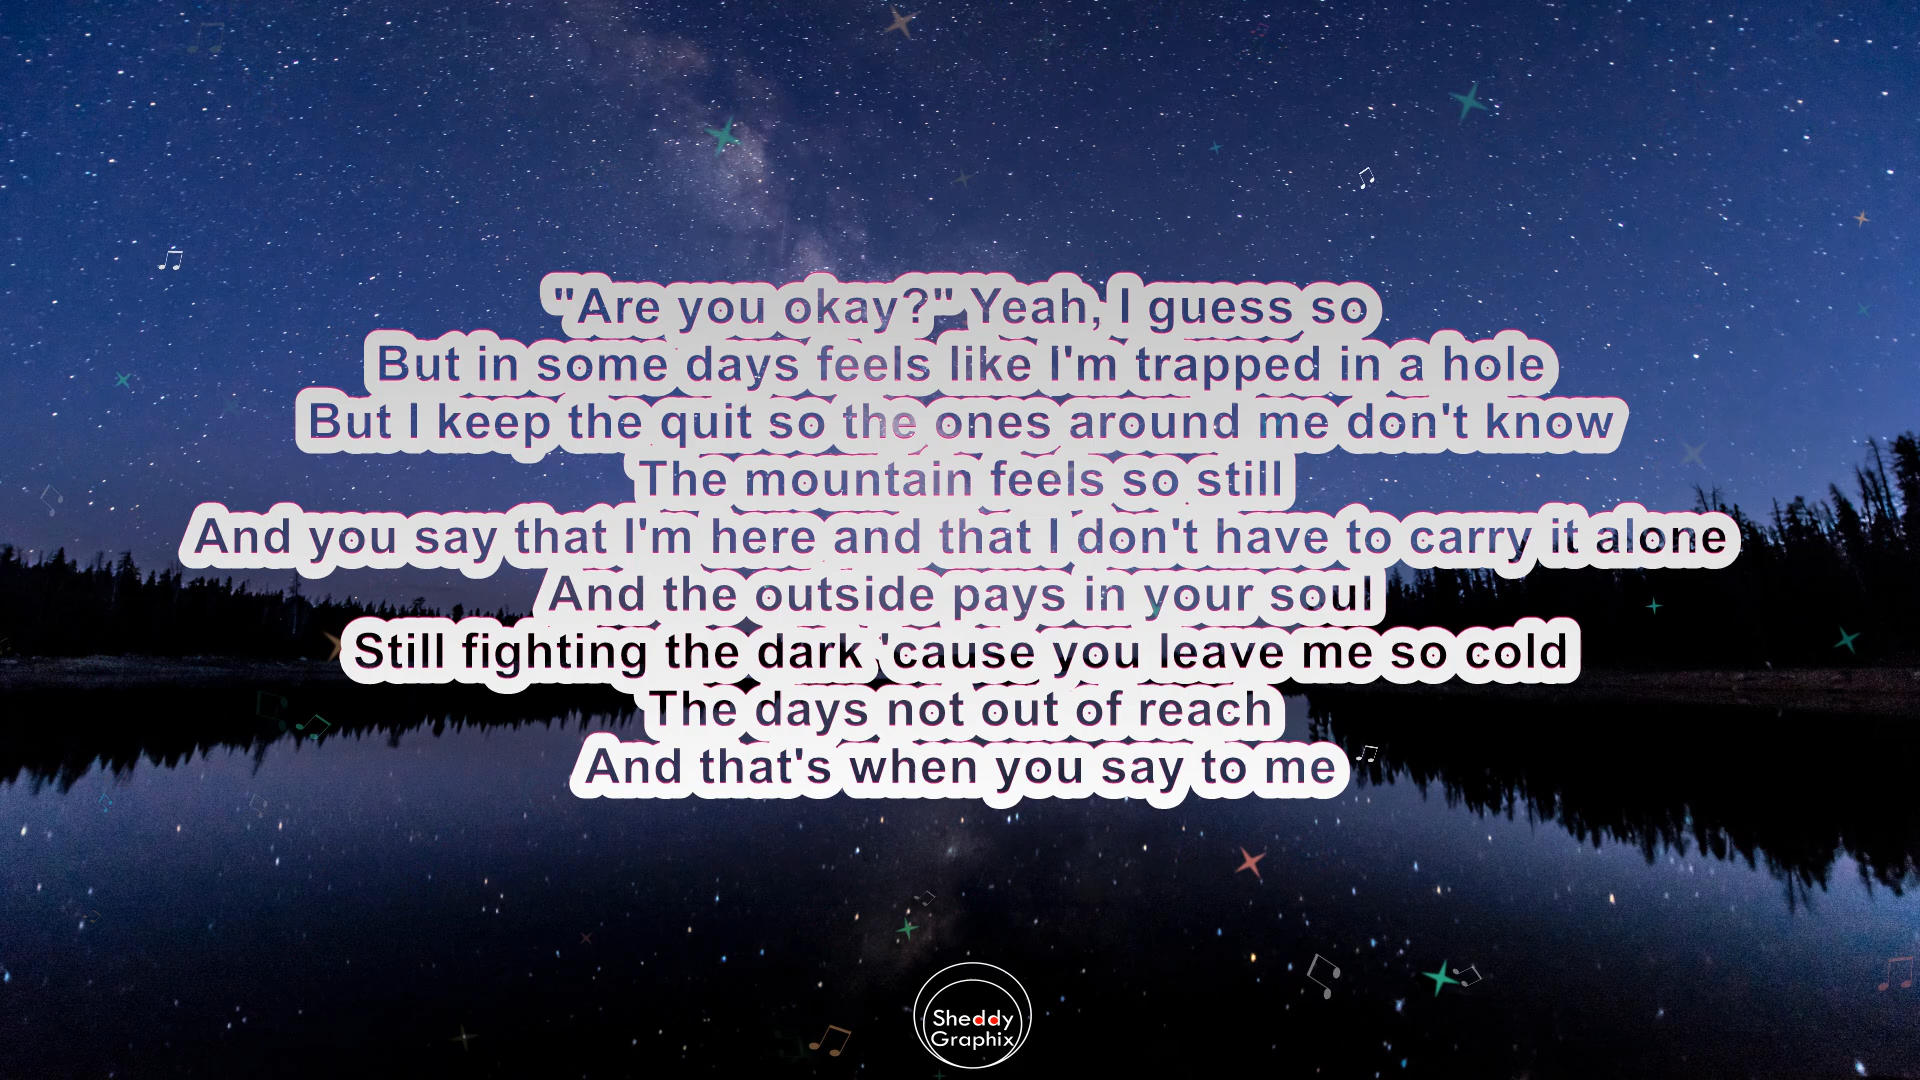 "Are you okay?" Yeah, I guess so
But in some days feels like I'm trapped in a hole
But I keep the quit so the ones around me don't know
The mountain feels so still
And you say that I'm here and that I don't have to carry it alone
And the outside pays in your soul
Still fighting the dark 'cause you leave me so cold
The days not out of reach
And that's when you say to me
Sheddy
Graphix